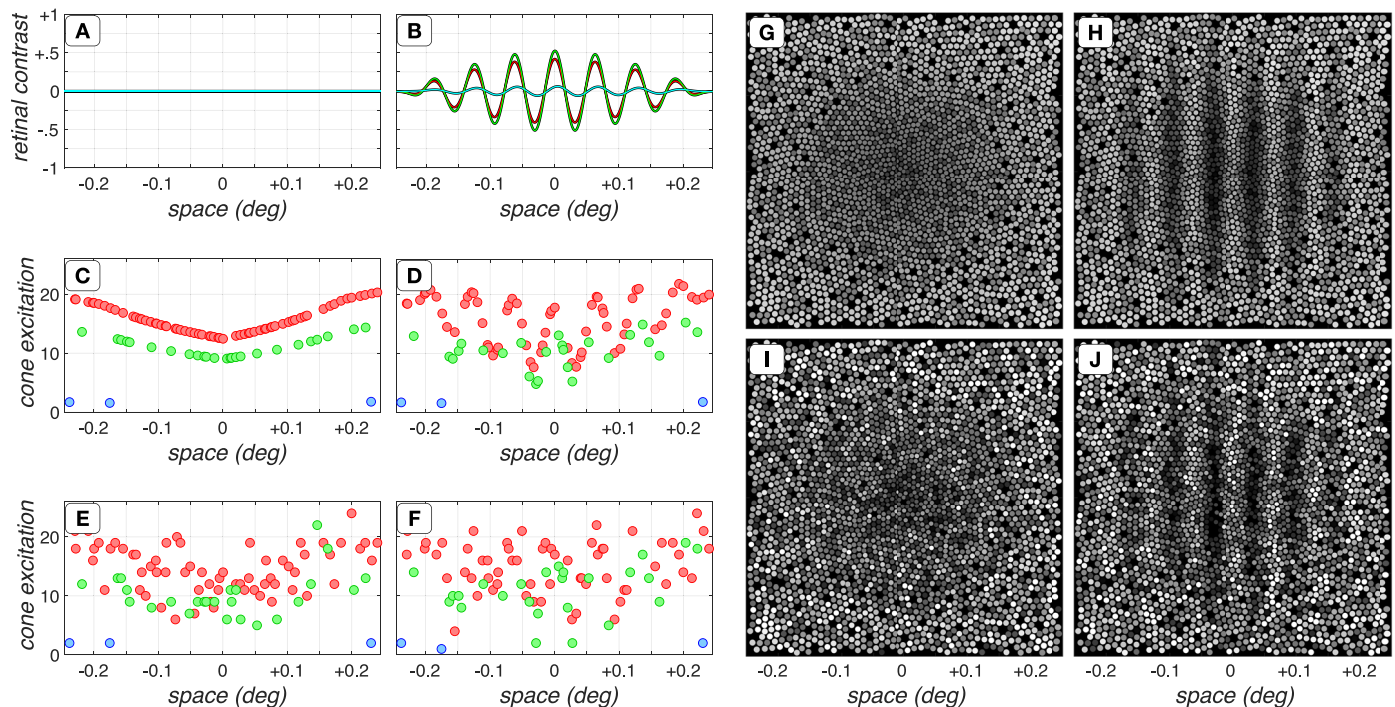 A
B
retinal contrast
+1
+.5
0
-.5
-1
-0.2 -0.1 0 +0.1 +0.2
space (deg)
-0.2 -0.1 0 +0.1 +0.2
space (deg)
C
D
cone excitation
20
10
0
-0.2 -0.1 0 +0.1 +0.2
space (deg)
-0.2 -0.1 0 +0.1 +0.2
space (deg)
E
F
cone excitation
20
10
0
-0.2 -0.1 0 +0.1 +0.2
space (deg)
-0.2 -0.1 0 +0.1 +0.2
space (deg)
G
H
I
J
-0.2 -0.1 0 +0.1 +0.2
space (deg)
-0.2 -0.1 0 +0.1 +0.2
space (deg)